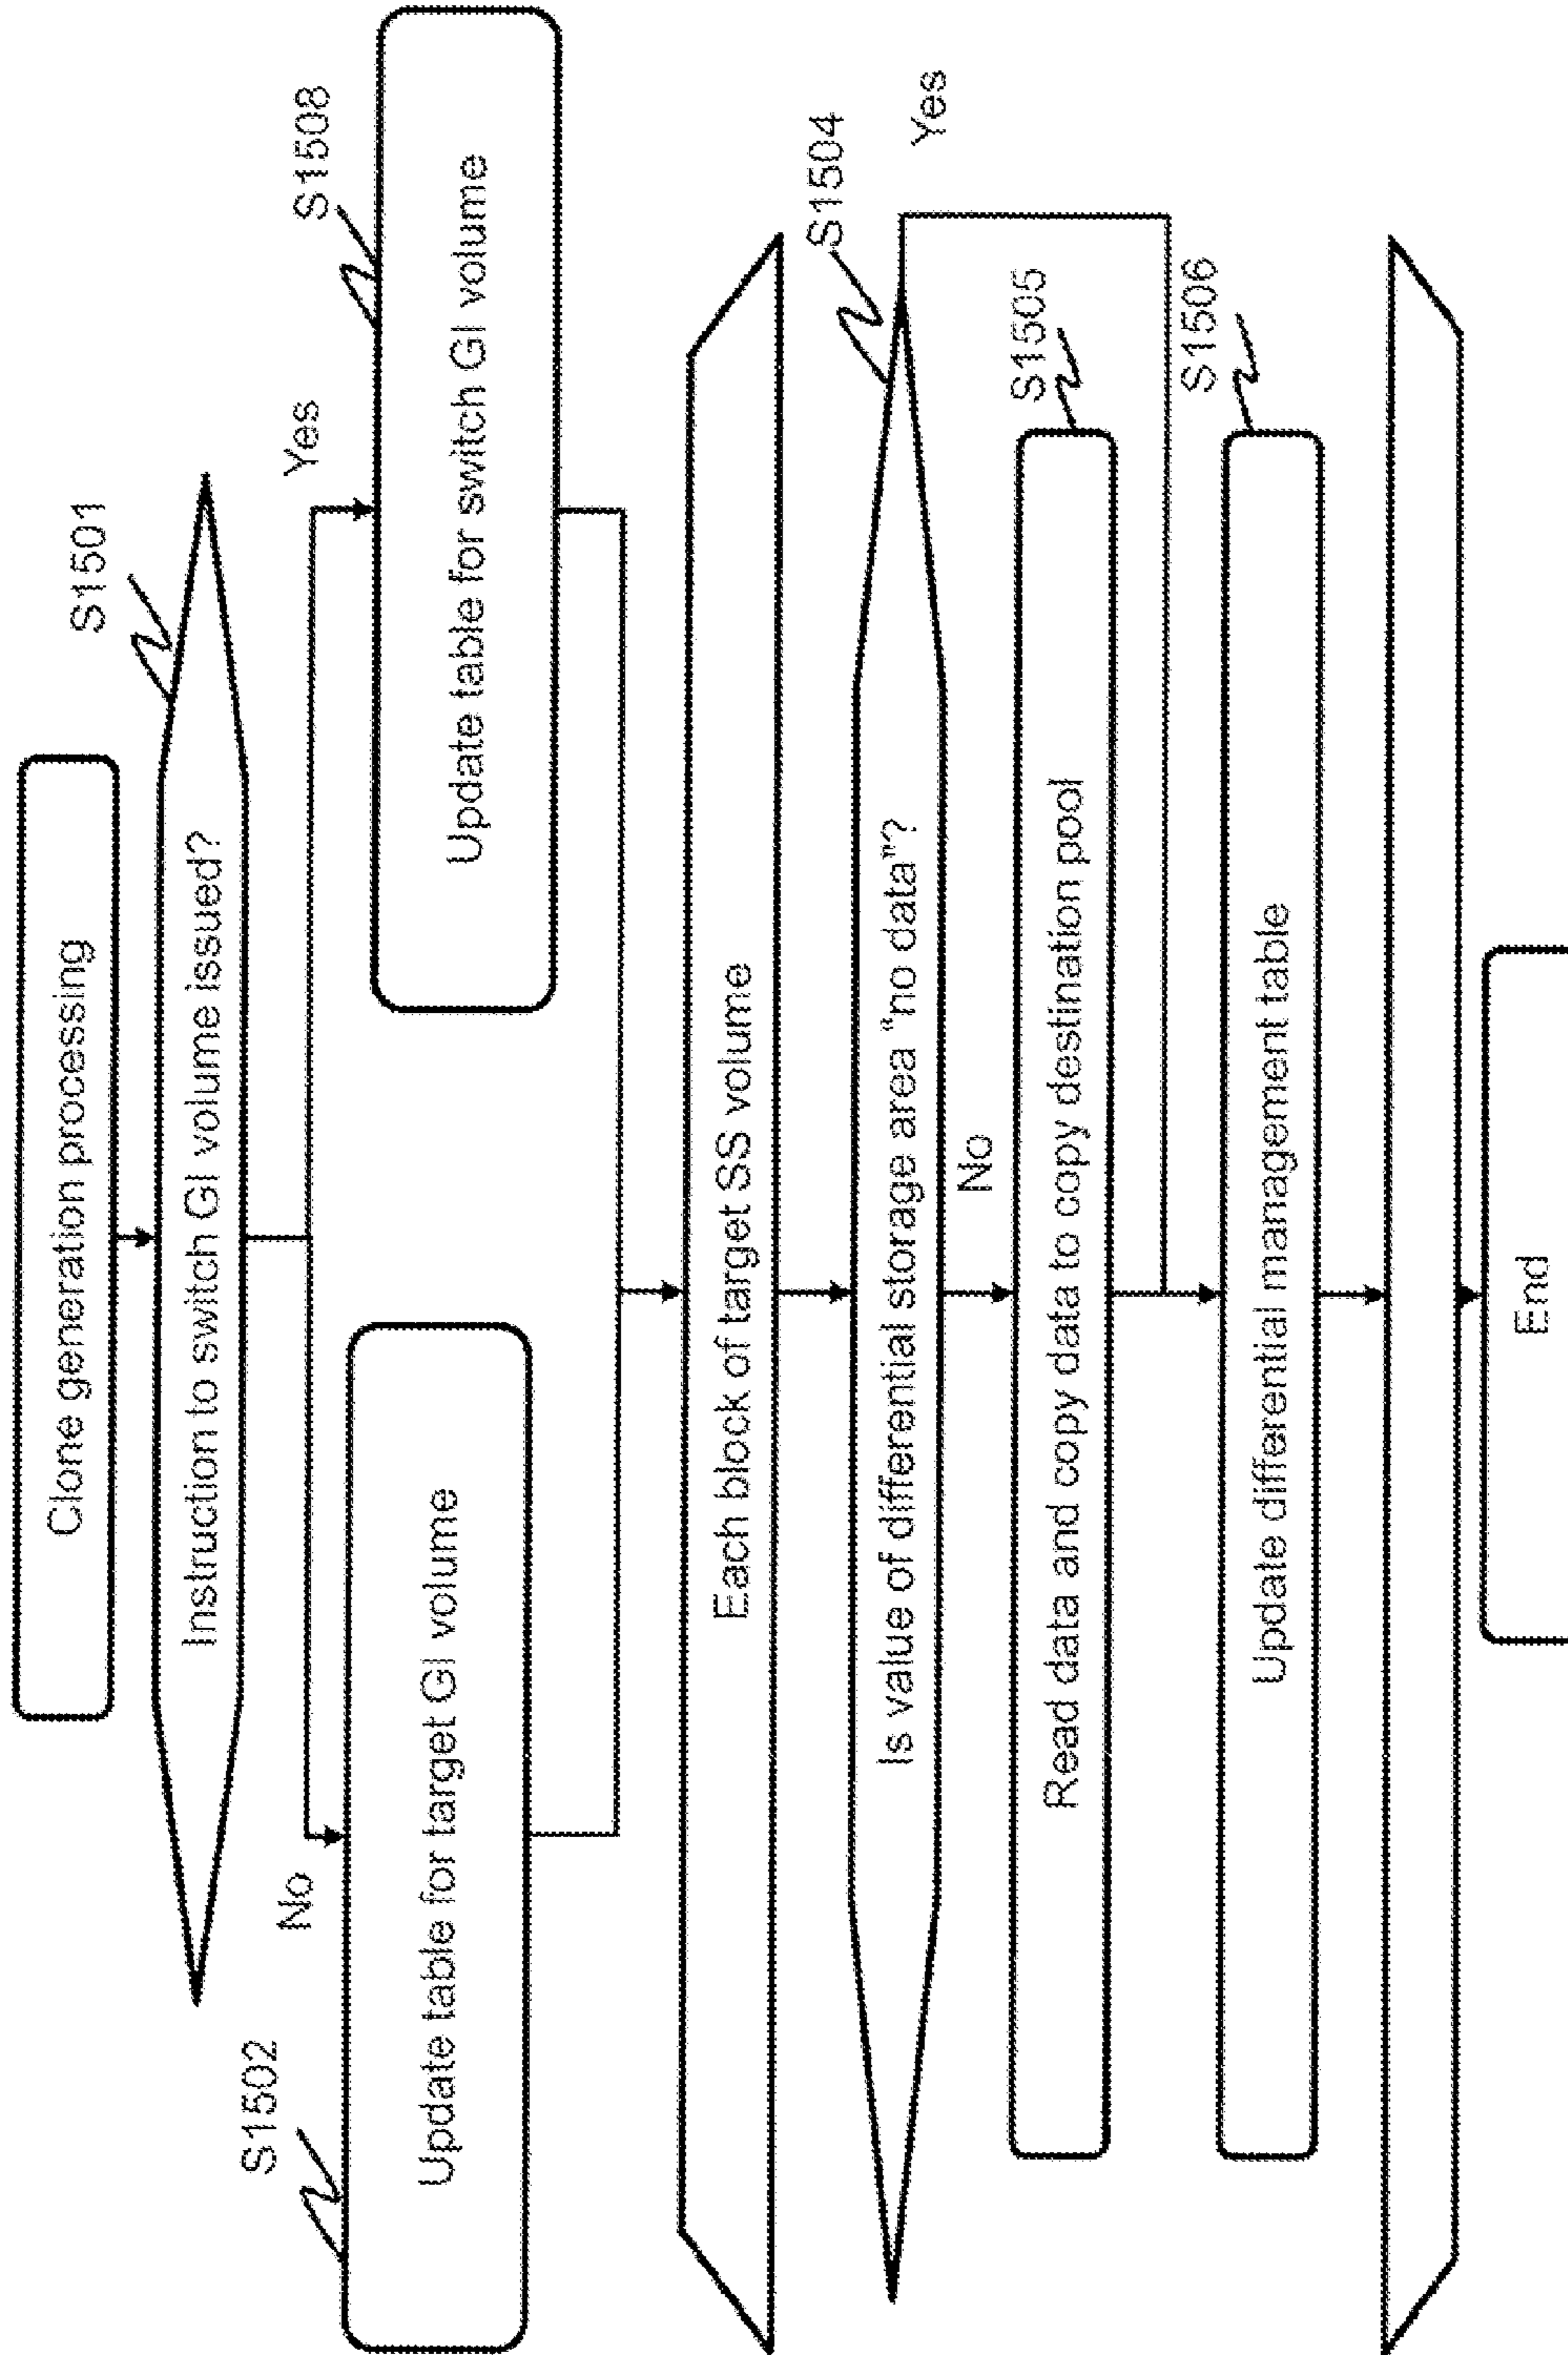 Clone generation processing
S1501
Instruction to switch GI volume issued?
No
Yes
S1502
Update table for target GI volume
S1508
Update table for switch GI volume
Each block of target SS volume
S1504
Is value of differential storage area "no data"?
Yes
No
S1505
Read data and copy data to copy destination pool
S1506
Update differential management table
End